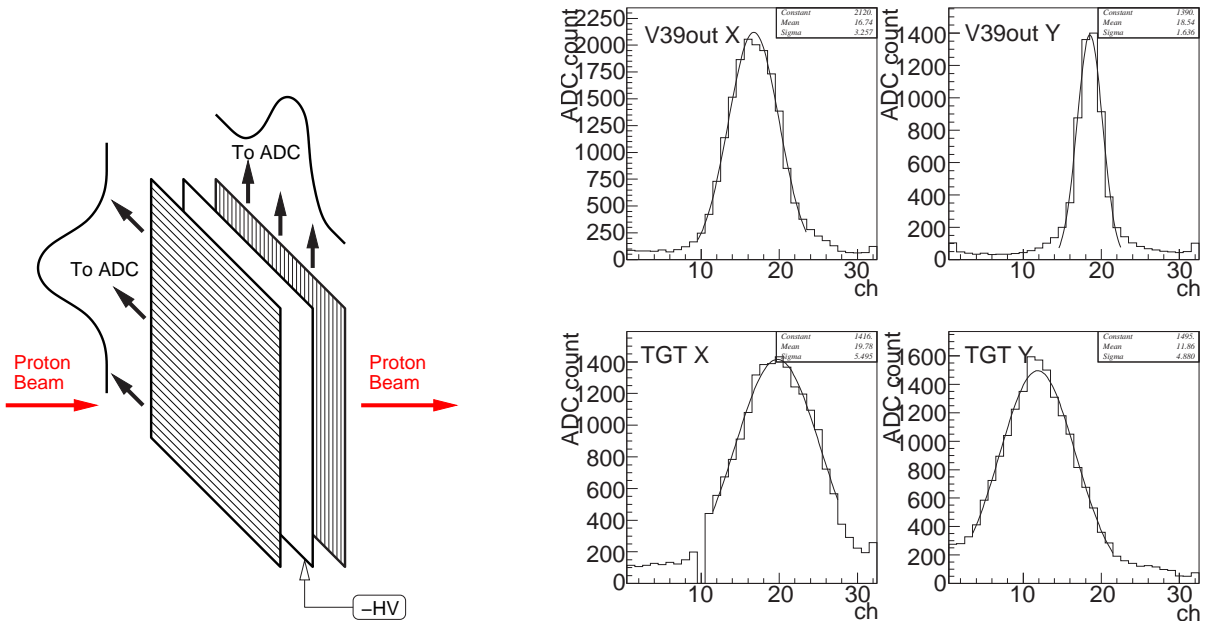 To ADC
To ADC
Proton
Beam
Proton
Beam
–HV
V39out X
Constant 2120.
Mean 16.74
Sigma 3.257
ADC count
2250
2000
1750
1500
1250
1000
750
500
250
0
10 20 30
ch
V39out Y
Constant 1390.
Mean 18.54
Sigma 1.636
ADC count
1400
1200
1000
800
600
400
200
0
10 20 30
ch
TGT X
Constant 1416.
Mean 19.78
Sigma 5.495
ADC count
1400
1200
1000
800
600
400
200
0
10 20 30
ch
TGT Y
Constant 1495.
Mean 11.86
Sigma 4.880
ADC count
1600
1400
1200
1000
800
600
400
200
0
10 20 30
ch